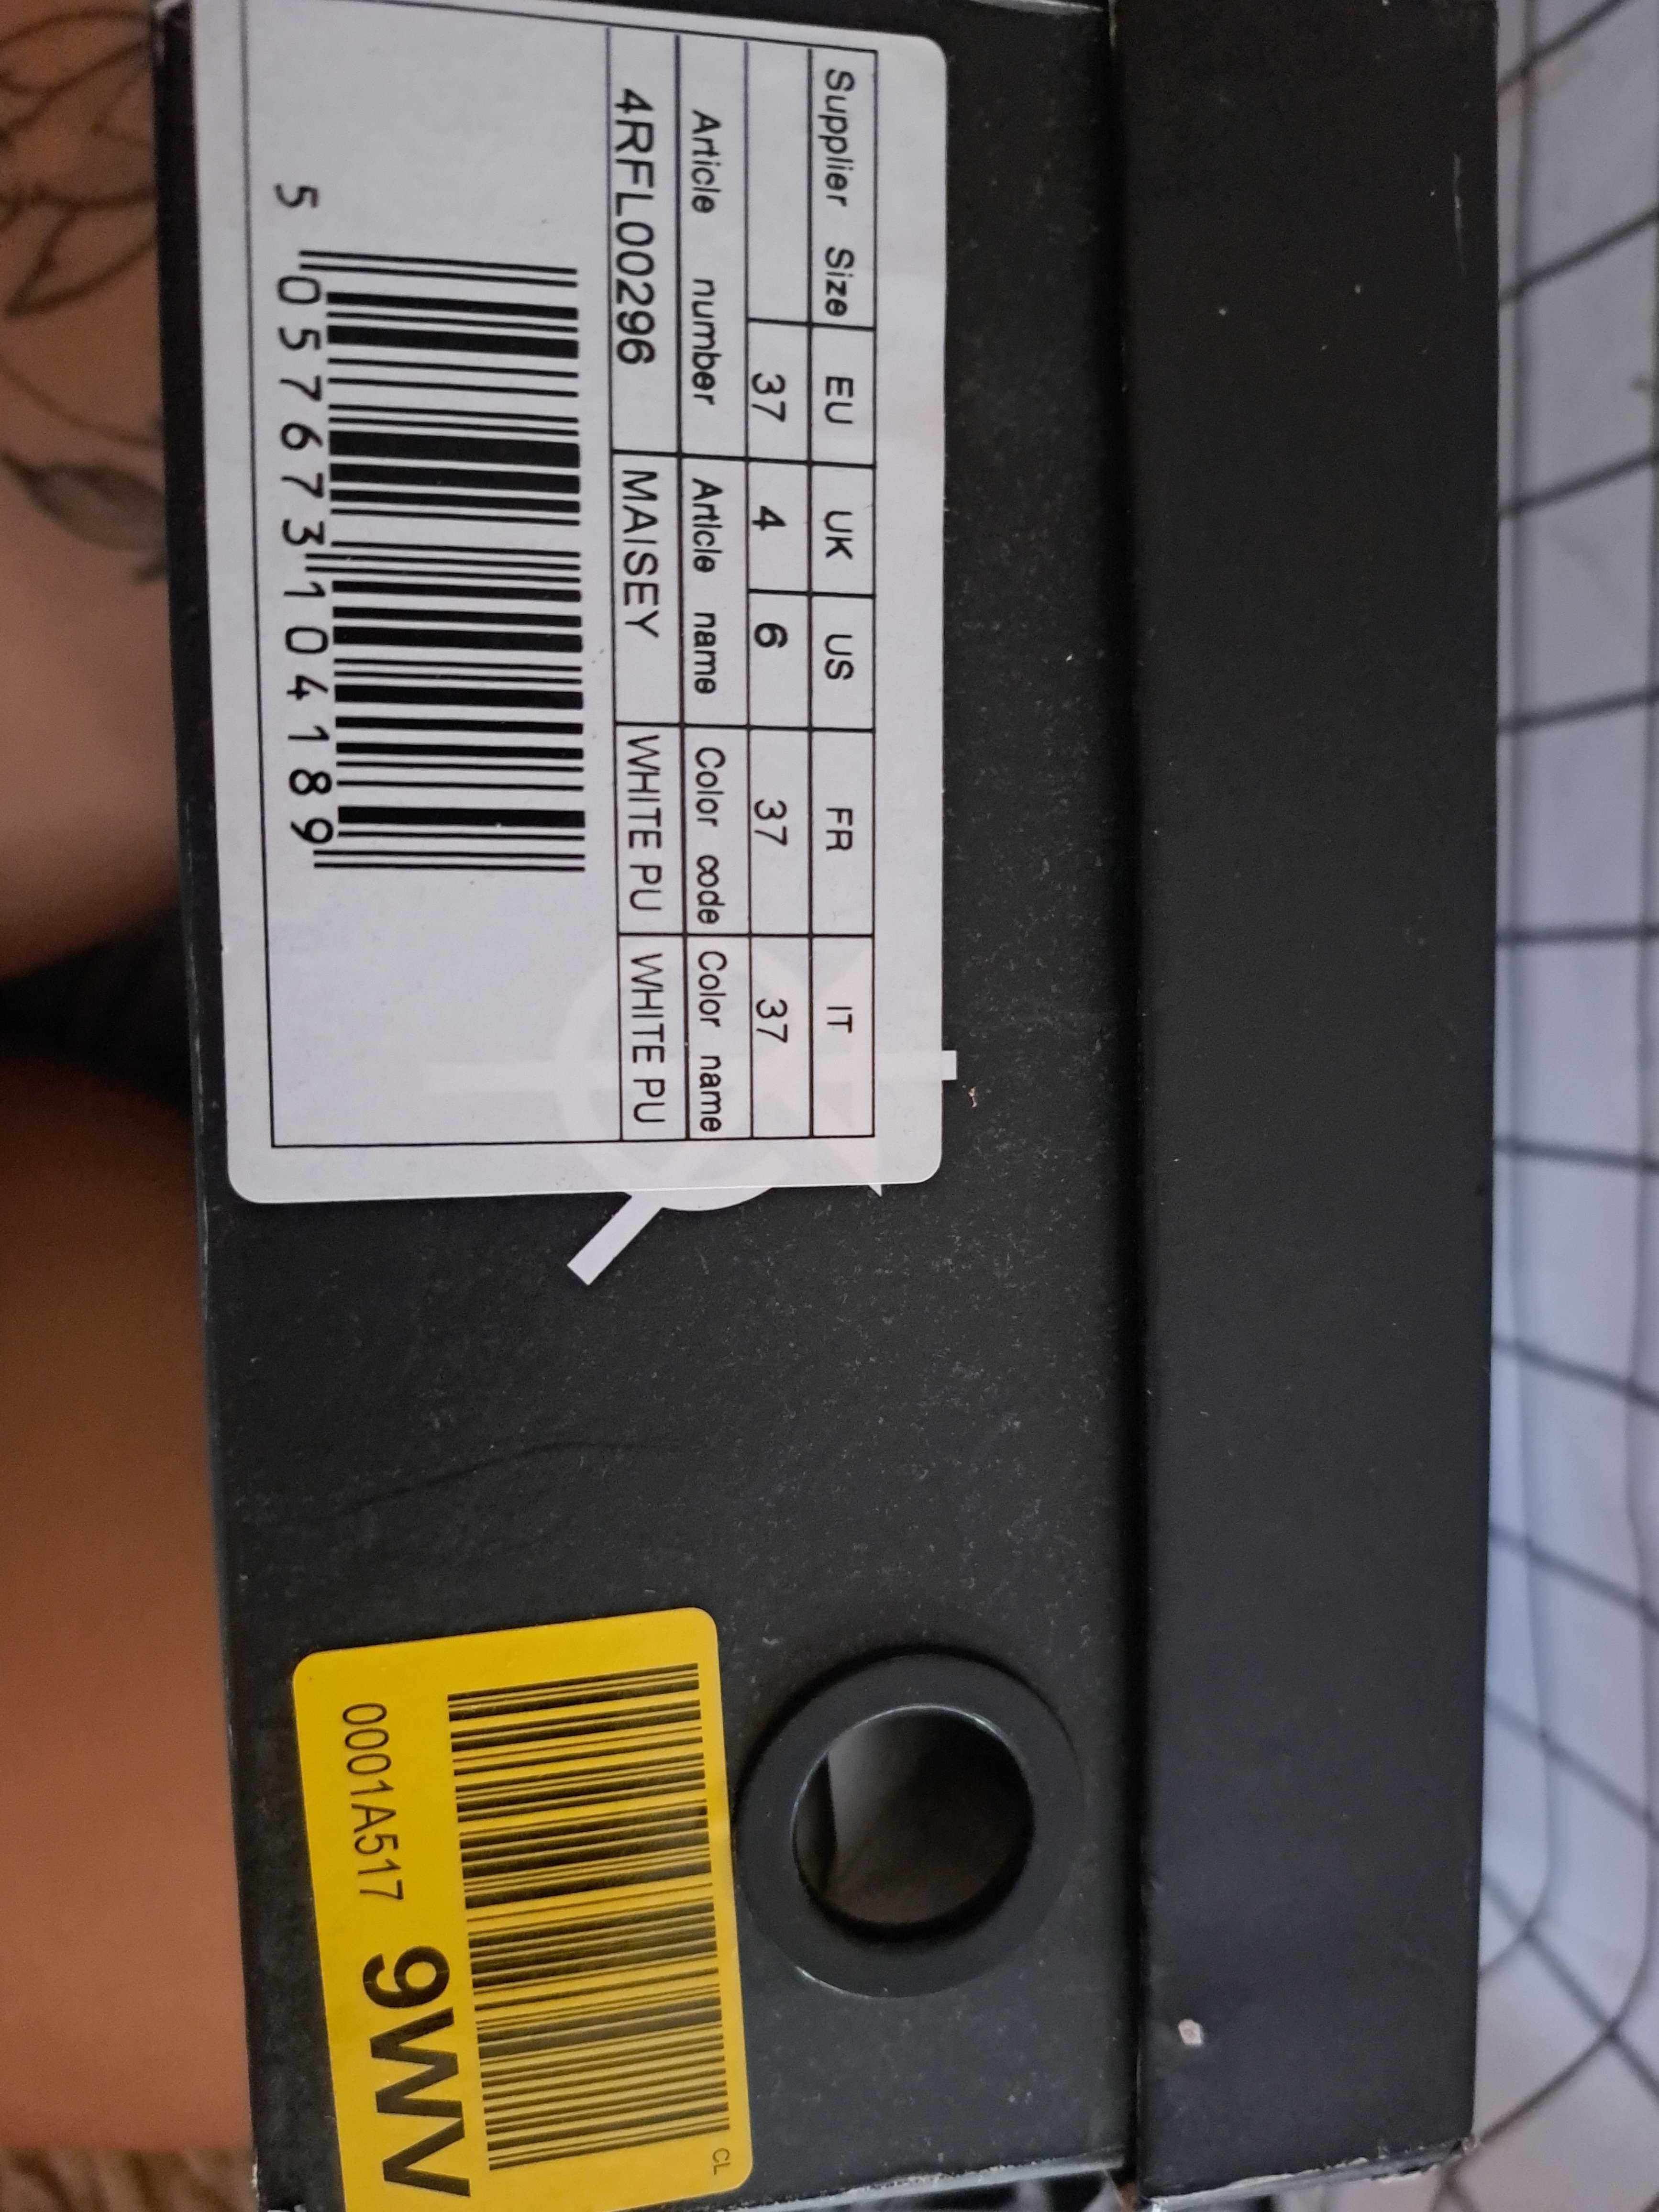 Supplier Size EU UK US FR IT
37 4 6 37 37
Article number Article name Color code Color name
4RFL00296 MAISEY WHITE PU WHITE PU
5 057673 104189
CL
0001A517 9WV